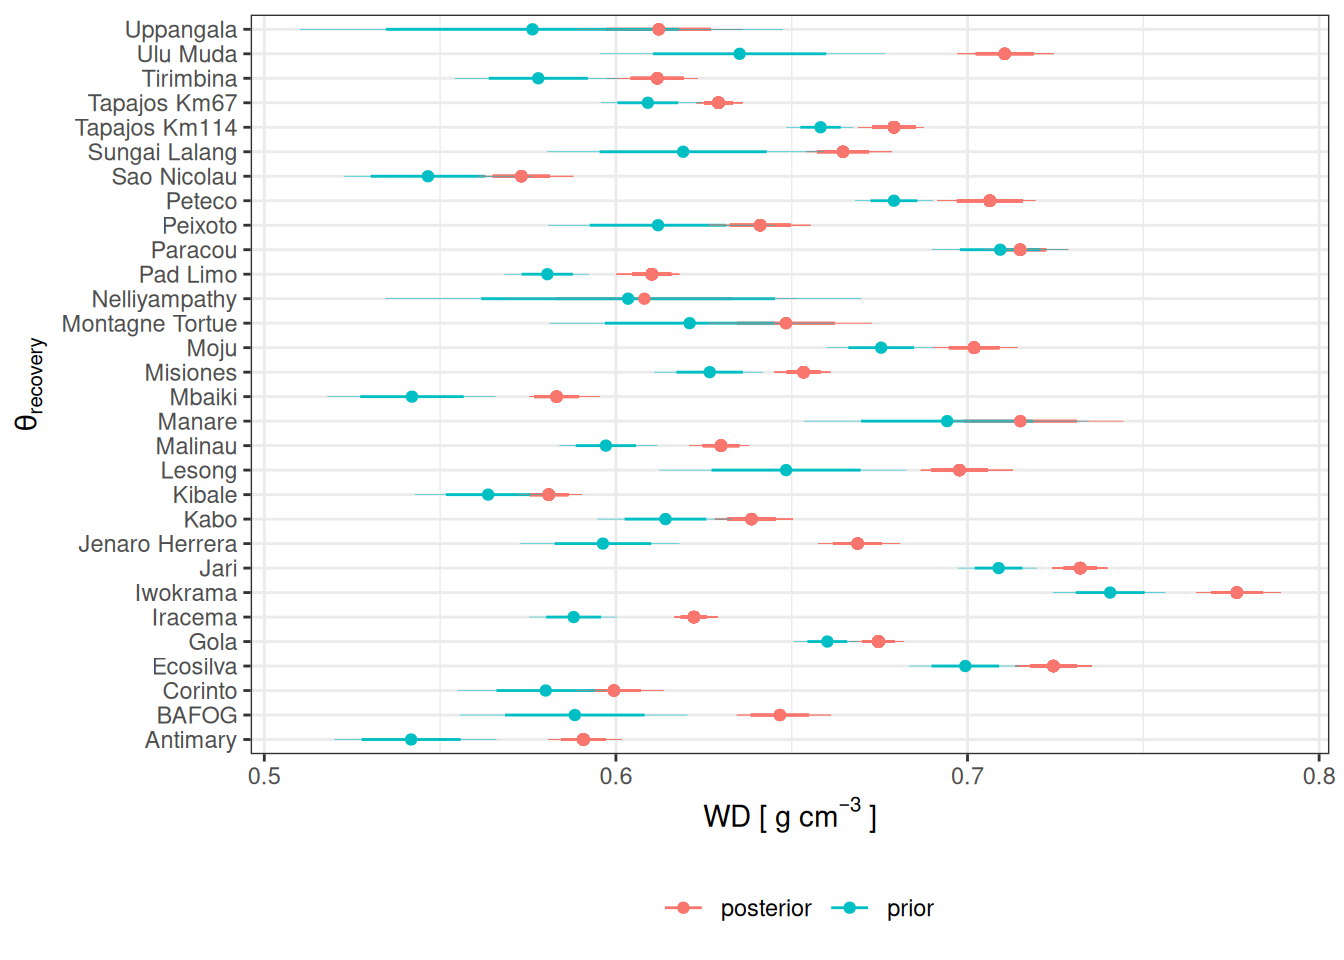 Uppangala
Ulu Muda
Tirimbina
Tapajos Km67
Tapajos Km114
Sungai Lalang
Sao Nicolau
Peteco
Peixoto
Paracou
Pad Limo
Nelliyampathy
Montagne Tortue
Moju
Misiones
Mbaiki
Manare
Malinau
Lesong
Kibale
Kabo
Jenaro Herrera
Jari
Iwokrama
Iracema
Gola
Ecosilva
Corinto
BAFOG
Antimary
θrecovery
0.5 0.6 0.7 0.8
WD [ g cm−3 ]
posterior prior